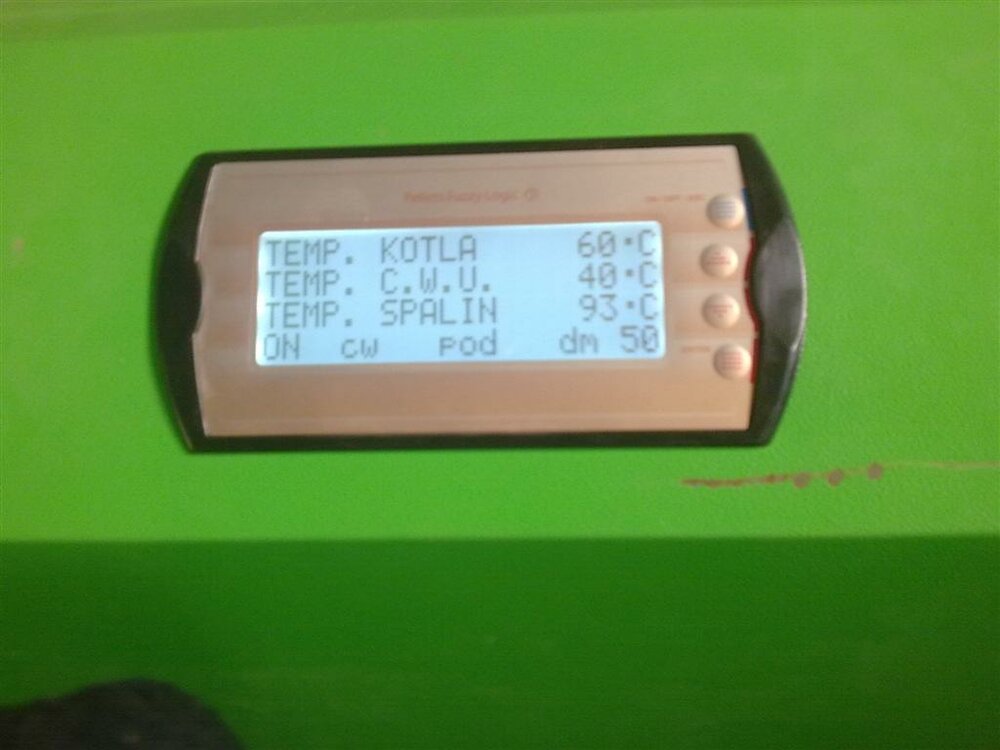 TEMP. KOTLA 60°C
TEMP. C.W.U. 40°C
TEMP. SPALIN 93°C
ON cw pod dm 50